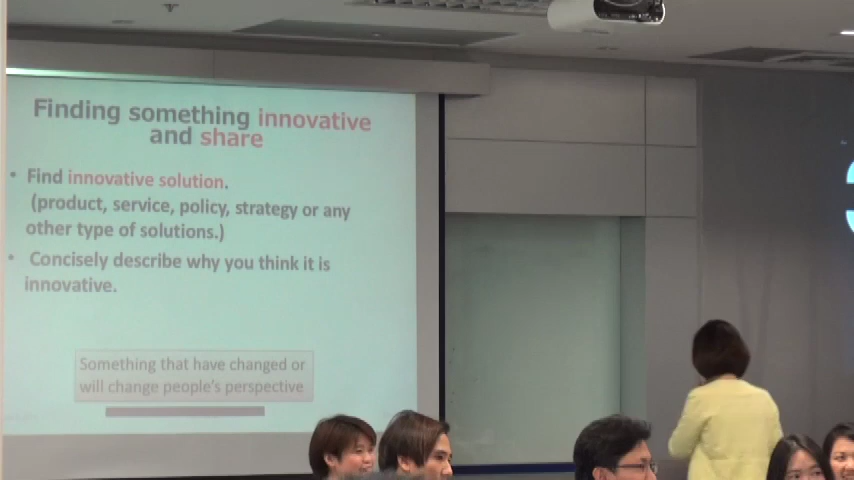 Finding something innovative
and share
• Find innovative solution.
(product, service, policy, strategy or any
other type of solutions.)
• Concisely describe why you think it is
innovative.
Something that have changed or
will change people's perspective